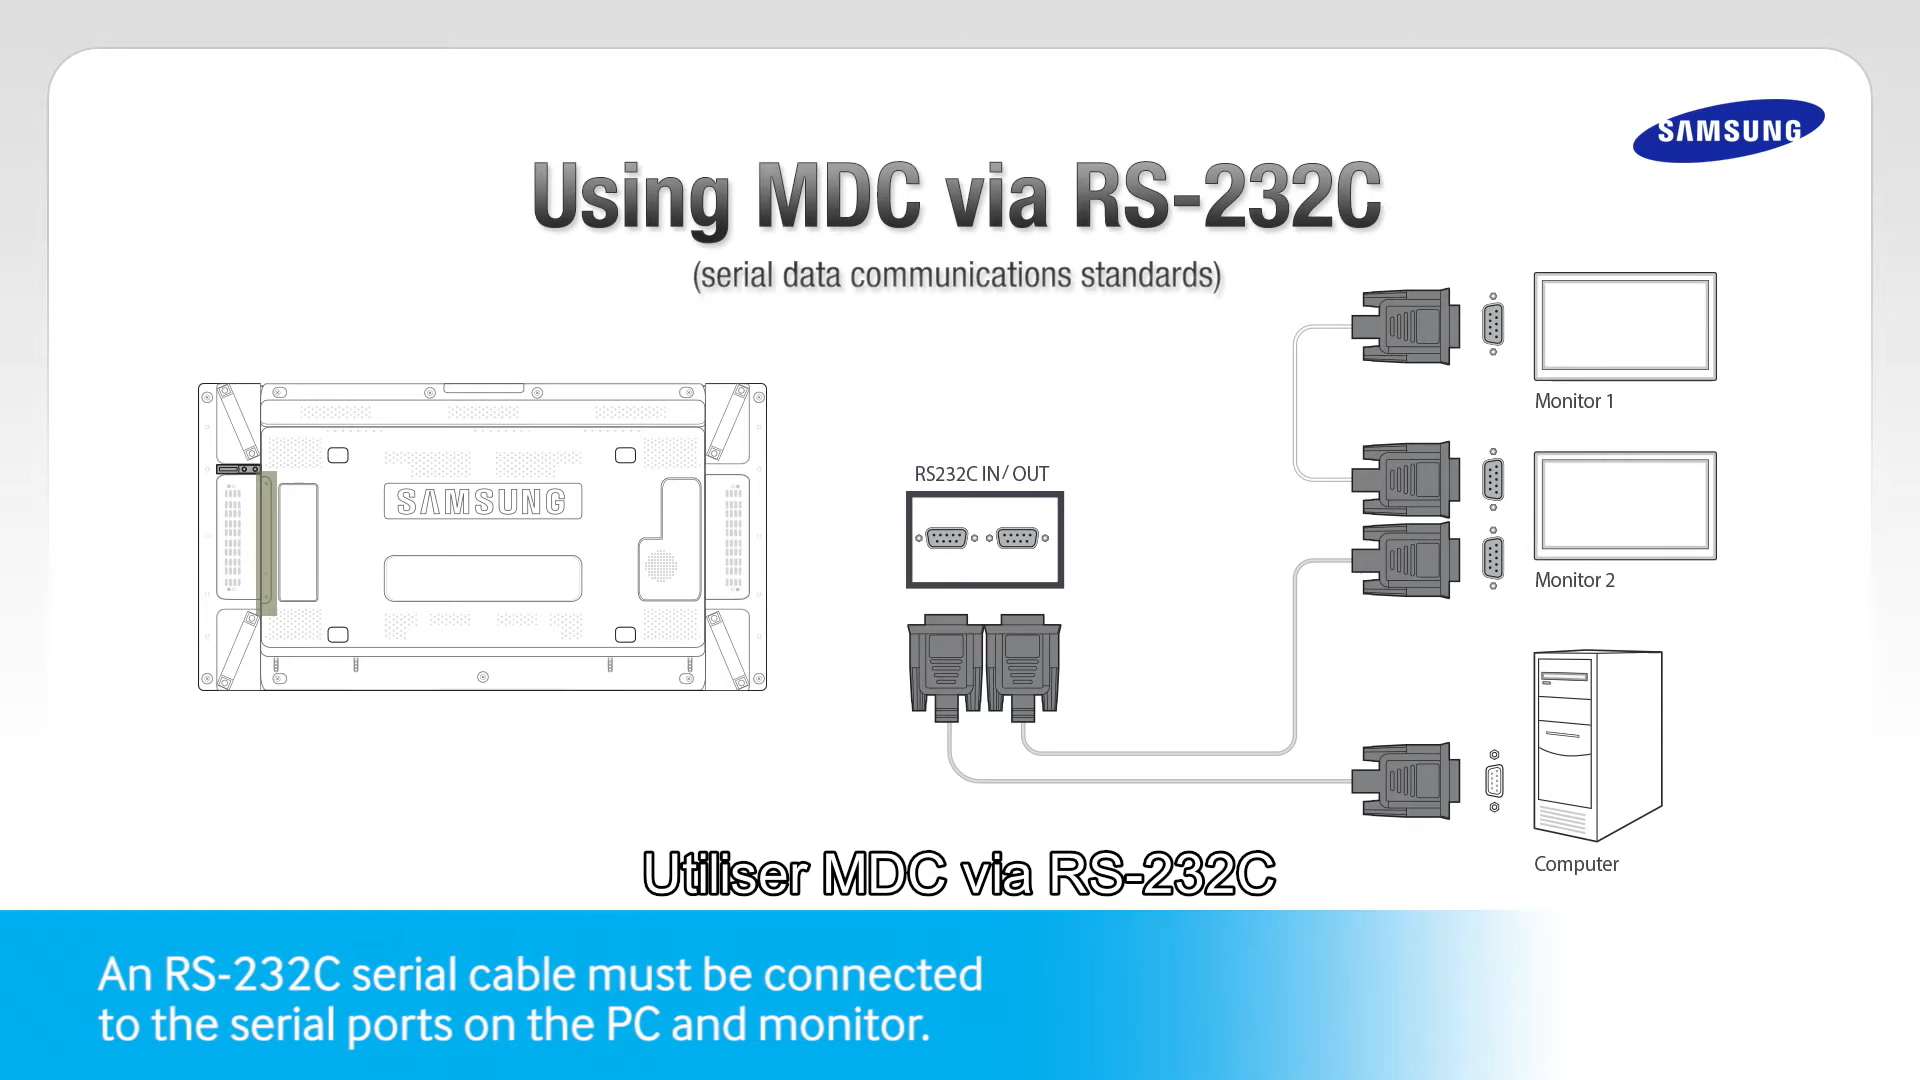 SAMSUNG
Using MDC via RS-232C
(serial data communications standards)
Monitor 1
RS232C IN/ OUT
SAMSUNG
Monitor 2
Computer
Utiliser MDC via RS-232C
An RS-232C serial cable must be connected
to the serial ports on the PC and monitor.